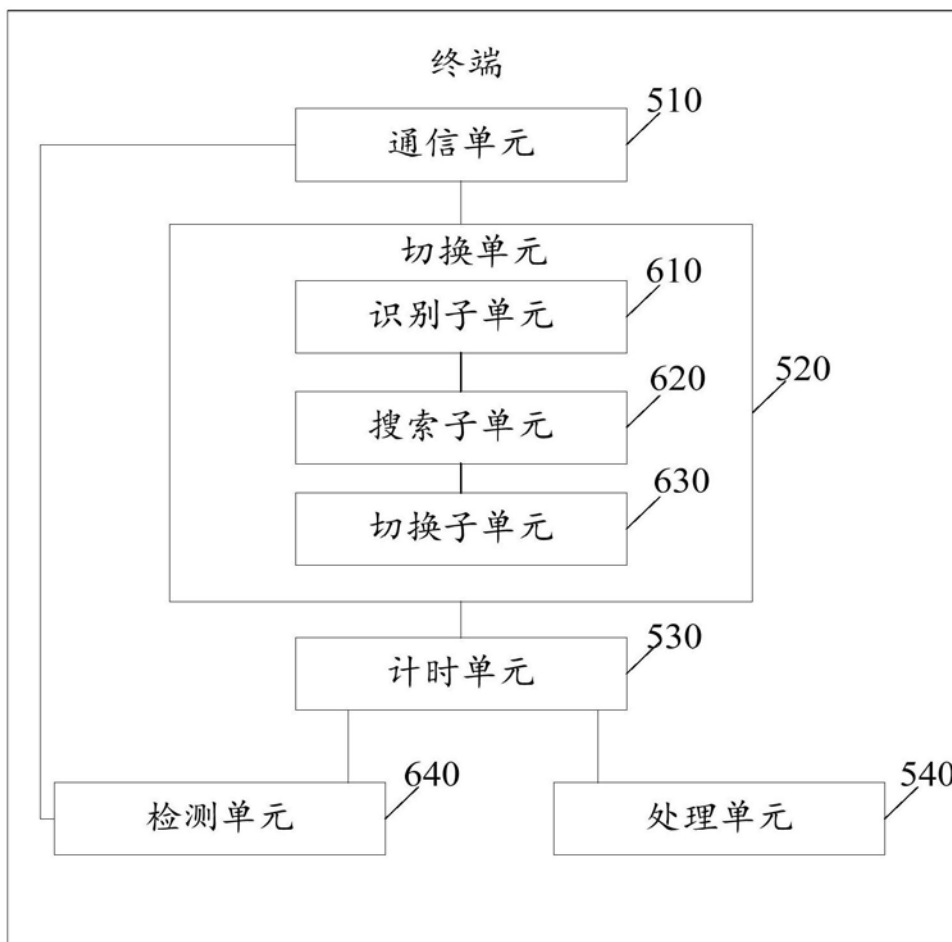 终端
510
通信单元
切换单元
610
识别子单元
520
620
搜索子单元
630
切换子单元
530
计时单元
640
检测单元
540
处理单元